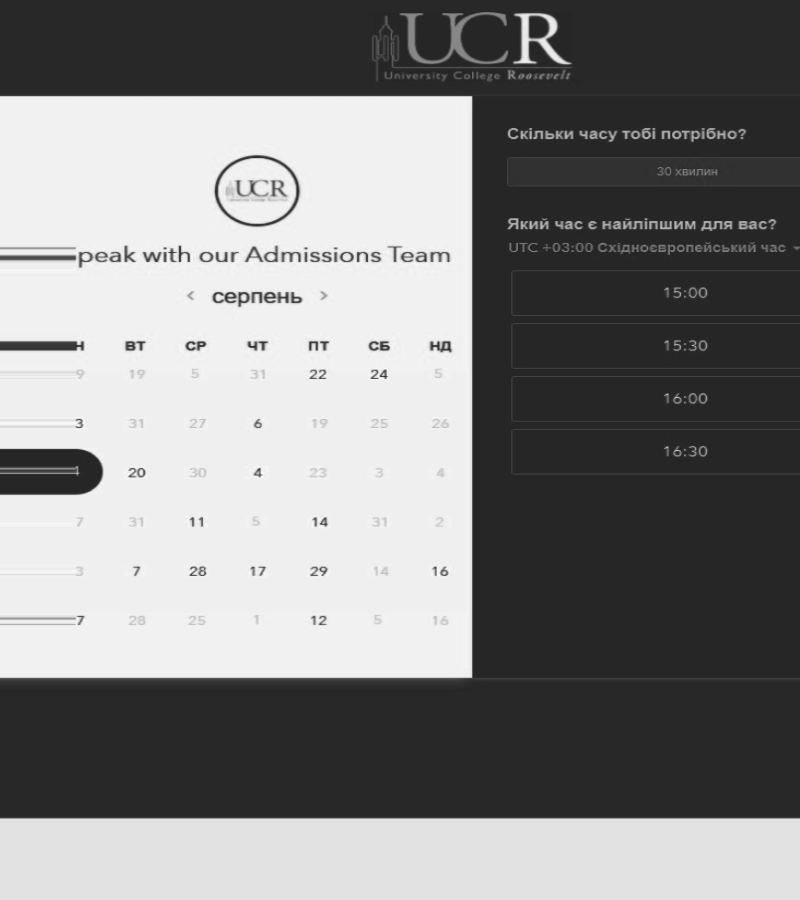 UCR
University College Roosevelt
UCR
peak with our Admissions Team
< серпень >
Н ВТ СР ЧТ ПТ СБ НД
9 19 5 31 22 24 5
3 31 27 6 19 25 26
20 30 4 23 3 4
7 31 11 5 14 31 2
3 7 28 17 29 14 16
7 28 25 1 12 5 16
Скільки часу тобі потрібно?
30 хвилин
Який час є найліпшим для вас?
UTC +03:00 Східноєвропейський час
15:00
15:30
16:00
16:30